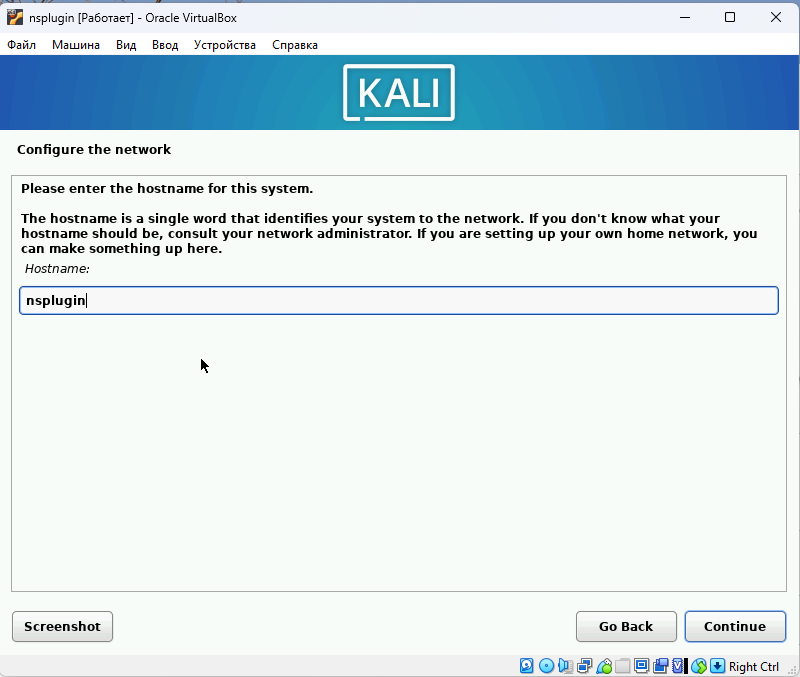 nsplugin [Работает] - Oracle VirtualBox
Файл Машина Вид Ввод Устройства Справка
KALI
Configure the network
Please enter the hostname for this system.
The hostname is a single word that identifies your system to the network. If you don't know what your
hostname should be, consult your network administrator. If you are setting up your own home network, you
can make something up here.
Hostname:
nsplugin
Screenshot Go Back Continue
Right Ctrl